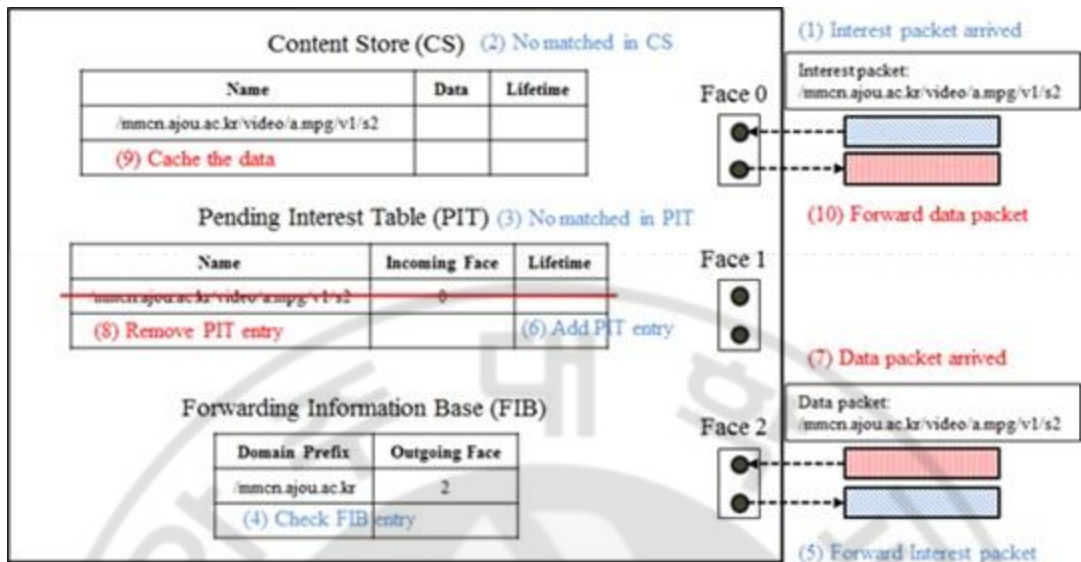 Content Store (CS) (2) No matched in CS
Name Data Lifetime
/mmcn.ajou.ac.kr/video/a.mpg/v1/s2
(9) Cache the data
Pending Interest Table (PIT) (3) No matched in PIT
Name Incoming Face Lifetime
/mmcn.ajou.ac.kr/video/a.mpg/v1/s2 0
(8) Remove PIT entry (6) Add PIT entry
Forwarding Information Base (FIB)
Domain Prefix Outgoing Face
/mmcn.ajou.ac.kr 2
(4) Check FIB entry
Face 0
Face 1
Face 2
(1) Interest packet arrived
Interest packet:
/mmcn.ajou.ac.kr/video/a.mpg/v1/s2
(10) Forward data packet
(7) Data packet arrived
Data packet:
/mmcn.ajou.ac.kr/video/a.mpg/v1/s2
(5) Forward Interest packet
대